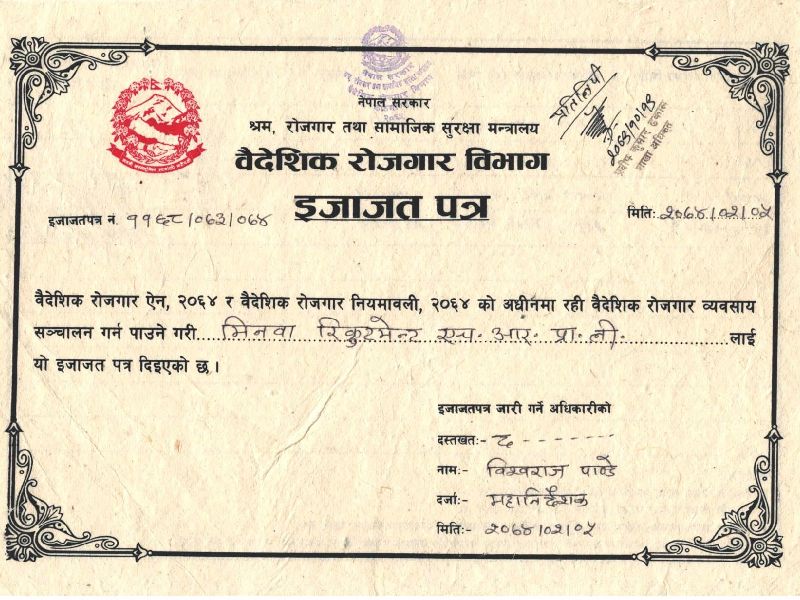 नेपाल सरकार
श्रम, रोजगार तथा सामाजिक सुरक्षा मन्त्रालय
वैदेशिक रोजगार विभाग
इजाजत पत्र
प्रतिलिपी
इजाजतपत्र नं. ११६८/०६३/०६४
मिति: २०६४/०२/०५
वैदेशिक रोजगार ऐन, २०६४ र वैदेशिक रोजगार नियमावली, २०६४ को अधीनमा रही वैदेशिक रोजगार व्यवसाय
सञ्चालन गर्न पाउने गरी....मिनवा रिक्रुटमेन्ट एच. आर. प्रा. ली. ....लाई
यो इजाजत पत्र दिइएको छ।
इजाजतपत्र जारी गर्ने अधिकारीको
दस्तखत:- द - - - - - - -
नाम:- विश्वराज पाण्डे
दर्जा:- महानिर्देशक
मिति:- २०६४/०२/०५